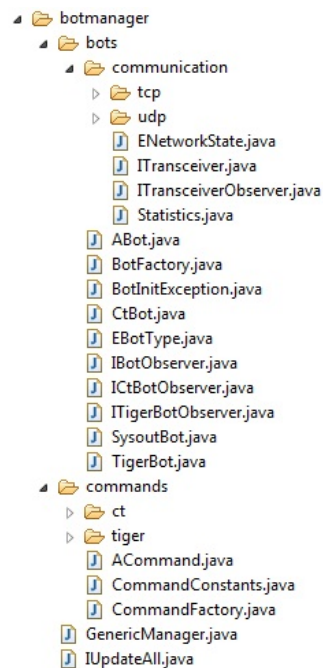 botmanager
bots
communication
tcp
udp
ENetworkState.java
ITransceiver.java
ITransceiverObserver.java
Statistics.java
ABot.java
BotFactory.java
BotInitException.java
CtBot.java
EBotType.java
IBotObserver.java
ICtBotObserver.java
ITigerBotObserver.java
SysoutBot.java
TigerBot.java
commands
ct
tiger
ACommand.java
CommandConstants.java
CommandFactory.java
GenericManager.java
IUpdateAll.java